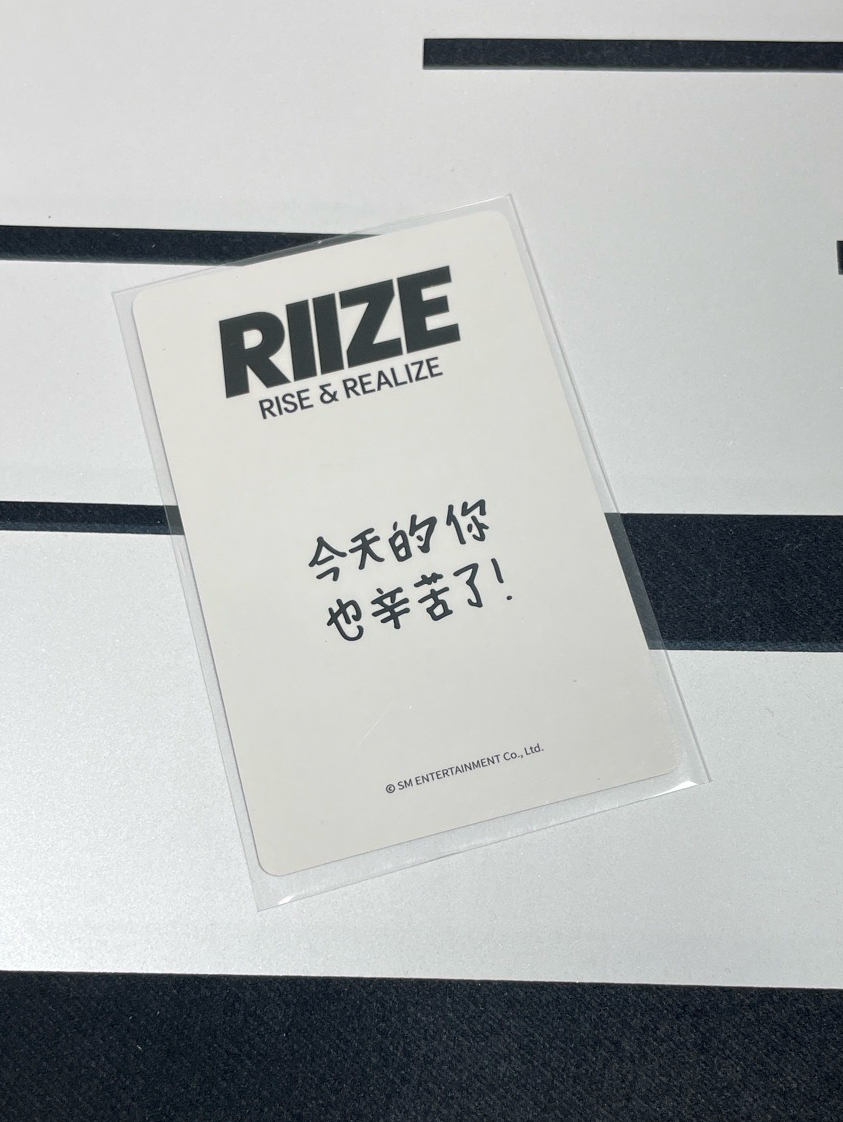 RIIZE
RISE & REALIZE
今天的你
也辛苦了!
© SM ENTERTAINMENT Co., Ltd.